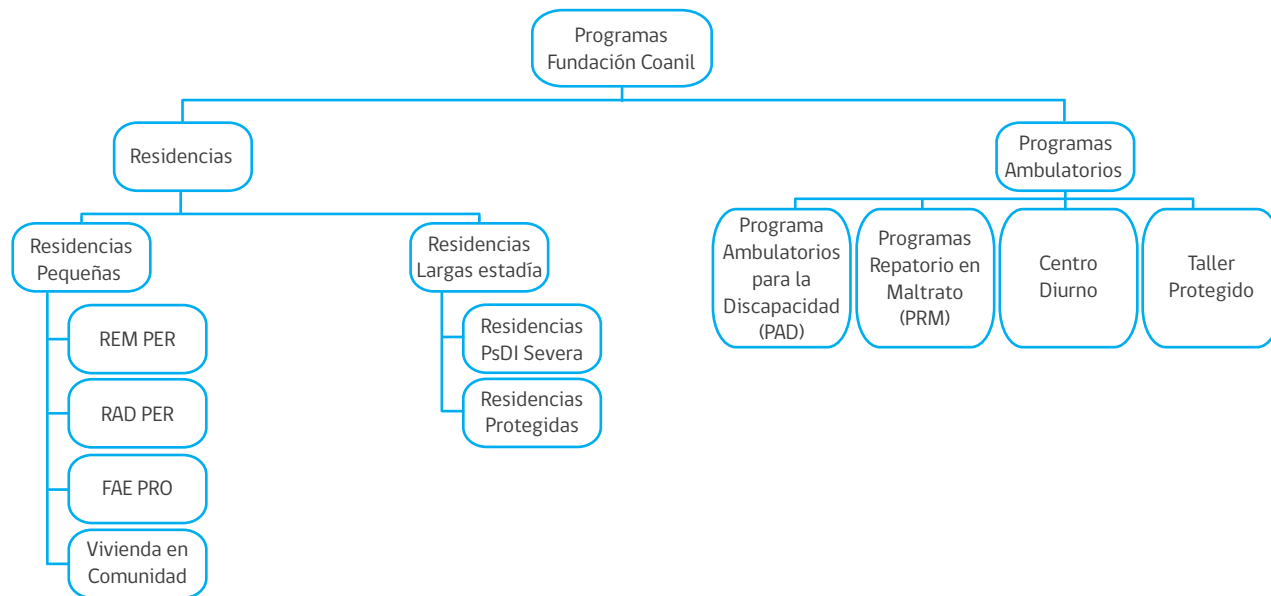 Programas
Fundación Coanil
Residencias
Programas
Ambulatorios
Residencias
Pequeñas
Residencias
Largas estadía
Programa
Ambulatorios
para la
Discapacidad
(PAD)
Programas
Repatorio en
Maltrato
(PRM)
Centro
Diurno
Taller
Protegido
REM PER
RAD PER
FAE PRO
Vivienda en
Comunidad
Residencias
PsDI Severa
Residencias
Protegidas